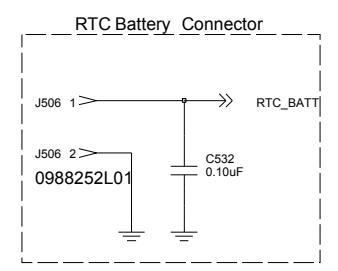 RTC Battery Connector
J506 1
RTC_BATT
J506 2
0988252L01
C532
0.10uF